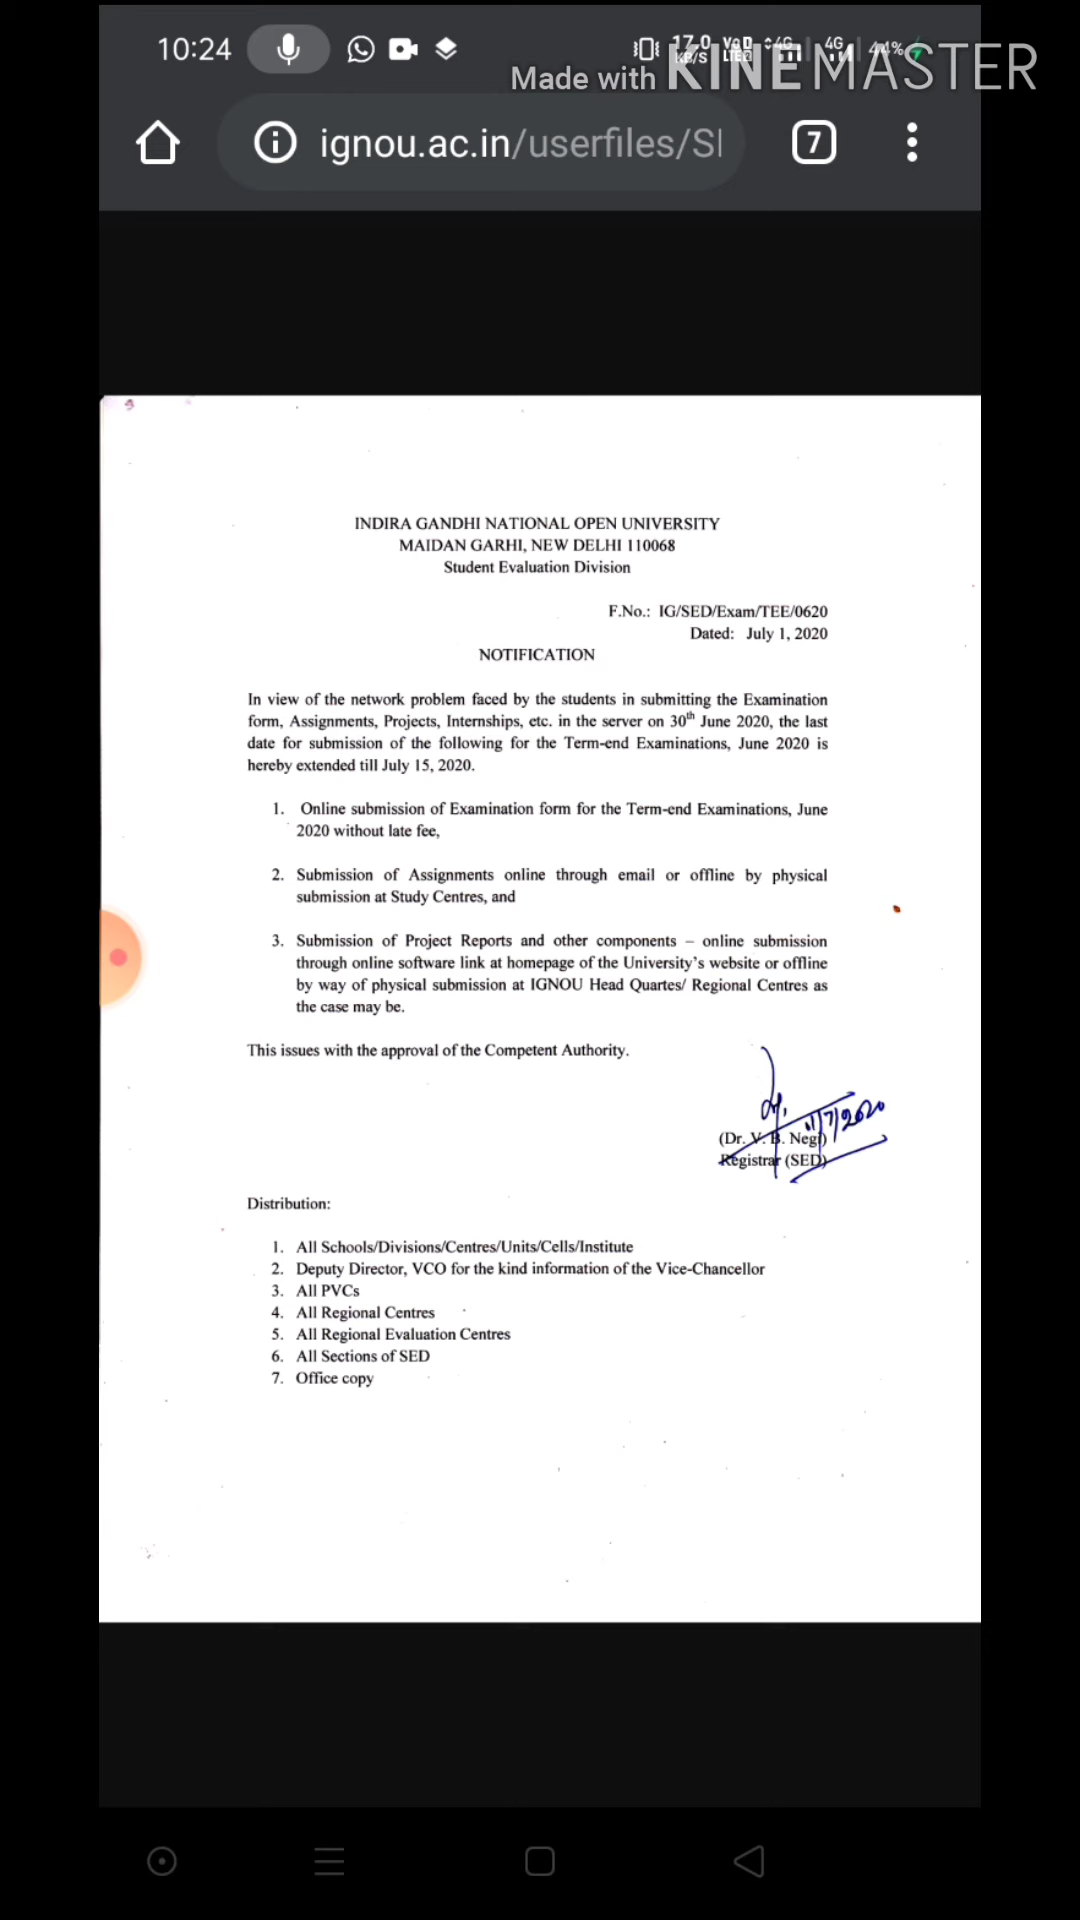 10:24
17.0 KB/S
4G
4G
44%
Made with KINEMASTER
ignou.ac.in/userfiles/S
7
INDIRA GANDHI NATIONAL OPEN UNIVERSITY
MAIDAN GARHI, NEW DELHI 110068
Student Evaluation Division
F.No.: IG/SED/Exam/TEE/0620
Dated: July 1, 2020
NOTIFICATION
In view of the network problem faced by the students in submitting the Examination
form, Assignments, Projects, Internships, etc. in the server on 30th June 2020, the last
date for submission of the following for the Term-end Examinations, June 2020 is
hereby extended till July 15, 2020.
1. Online submission of Examination form for the Term-end Examinations, June
2020 without late fee,
2. Submission of Assignments online through email or offline by physical
submission at Study Centres, and
3. Submission of Project Reports and other components – online submission
through online software link at homepage of the University's website or offline
by way of physical submission at IGNOU Head Quartes/ Regional Centres as
the case may be.
This issues with the approval of the Competent Authority.
1/7/2020
(Dr. V. B. Negi)
Registrar (SED)
Distribution:
1. All Schools/Divisions/Centres/Units/Cells/Institute
2. Deputy Director, VCO for the kind information of the Vice-Chancellor
3. All PVCs
4. All Regional Centres
5. All Regional Evaluation Centres
6. All Sections of SED
7. Office copy